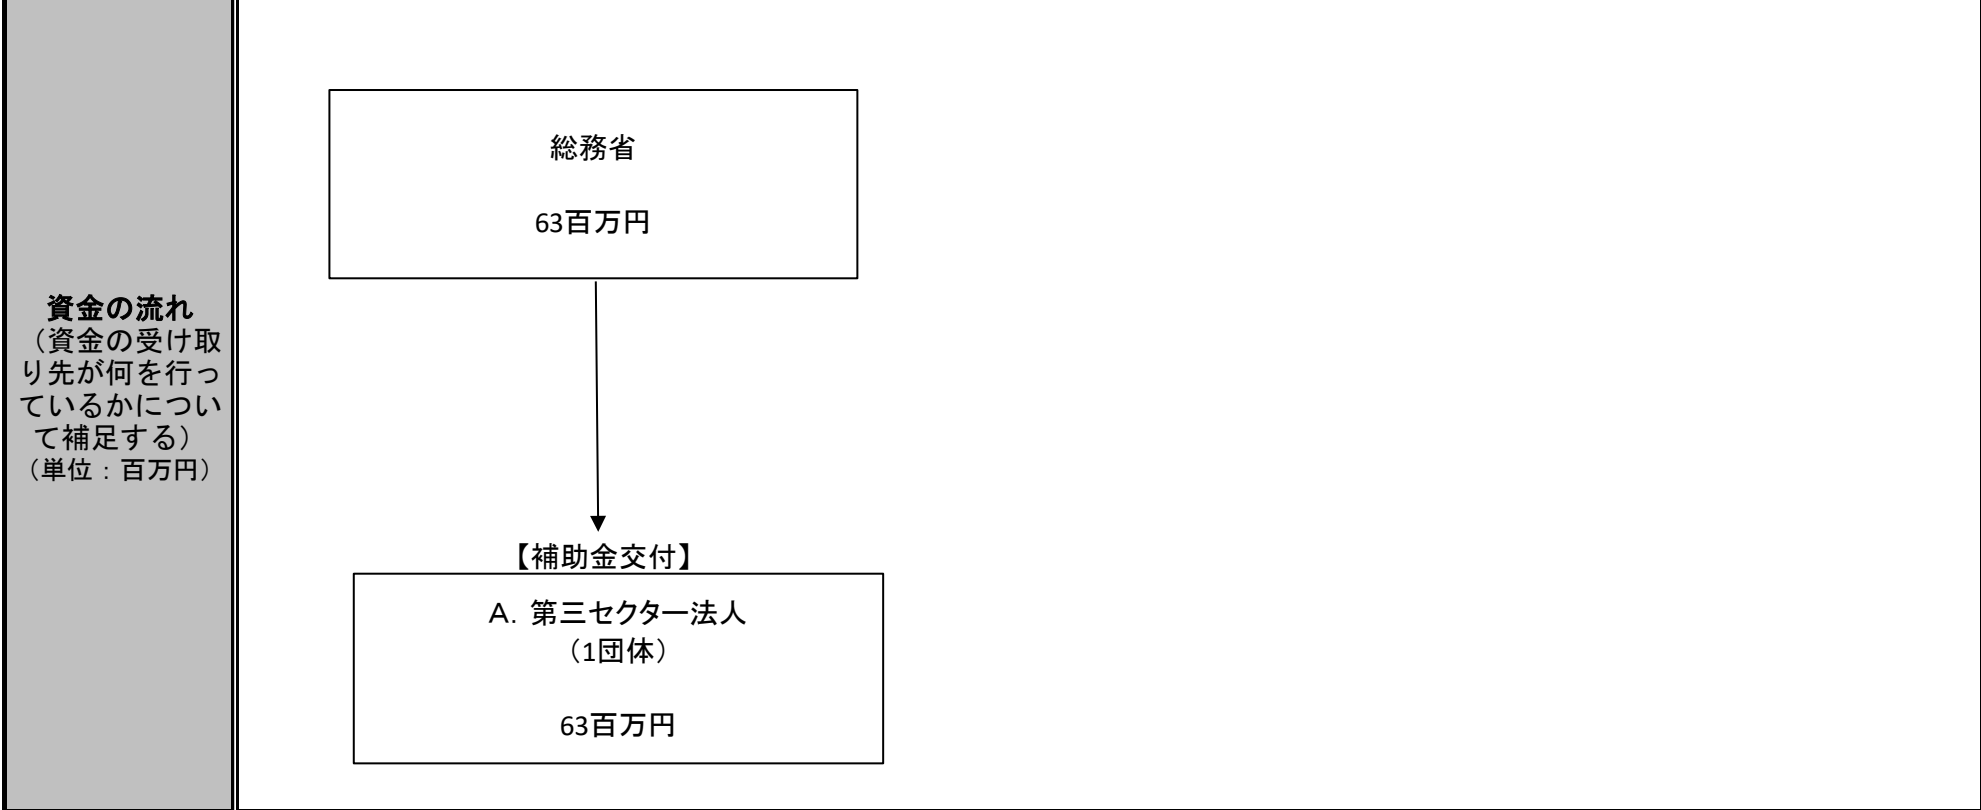 資金の流れ
（資金の受け取
り先が何を行っ
ているかについ
て補足する）
（単位：百万円）
総務省
63百万円
【補助金交付】
A．第三セクター法人
（1団体）
63百万円